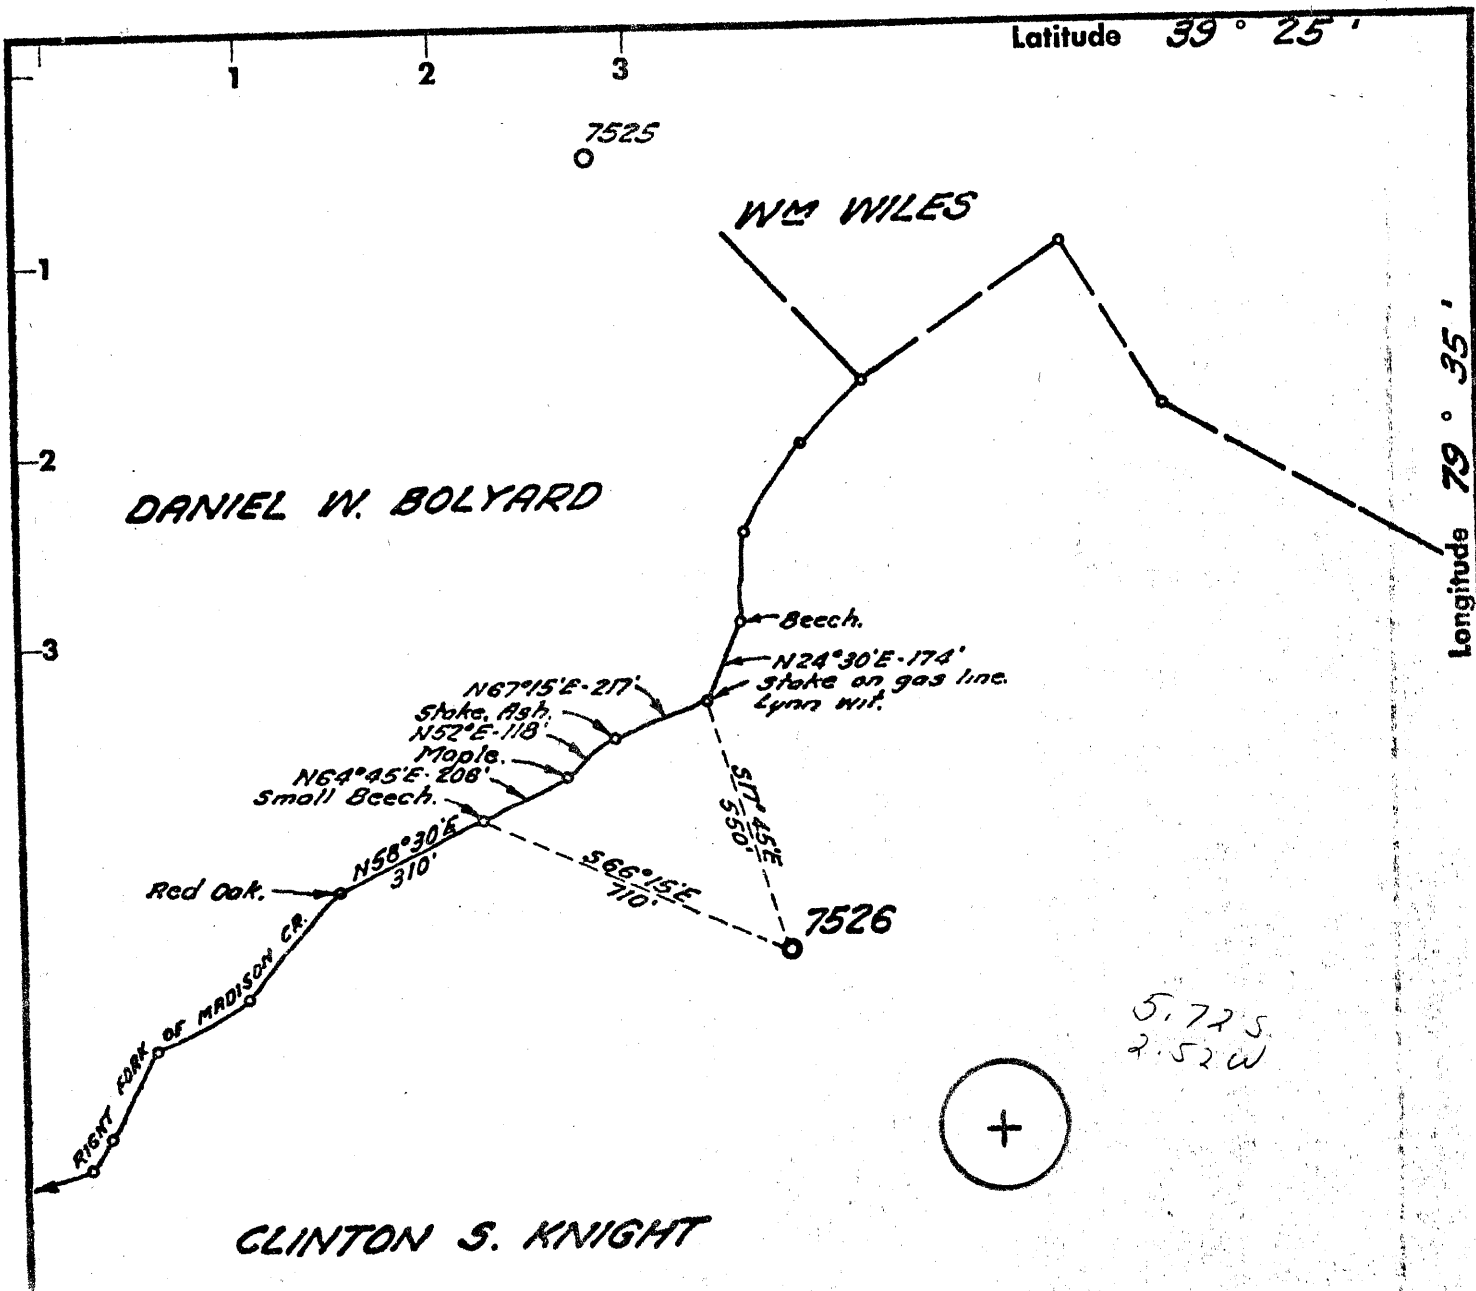 Latitude 39° 25'
1 2 3
7525
WM WILES
1
2
3
Longitude 79° 35'
DANIEL W. BOLYARD
Beech.
N24°30'E-174'
Stake on gas line.
Lynn Wit.
N67°15'E-217'
Stake, Ash.
N52°E-118'
Maple.
N64°45'E-208'
Small Beech.
N58°30'E
310'
Red Oak.
S17°45'E
550'
S66°15'E
710'
7526
RIGHT FORK OF MADISON CR.
5.72 S
2.52 W
CLINTON S. KNIGHT